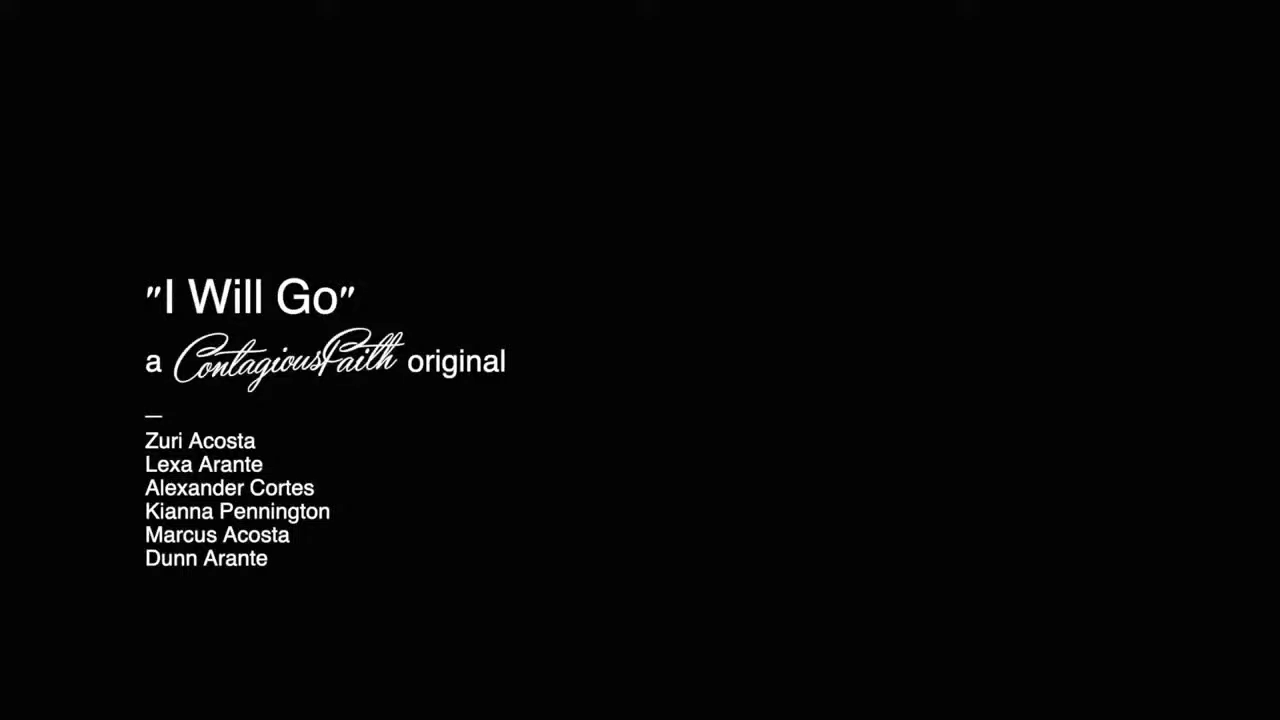 "I Will Go"
a ContagiousFaith original
—
Zuri Acosta
Lexa Arante
Alexander Cortes
Kianna Pennington
Marcus Acosta
Dunn Arante